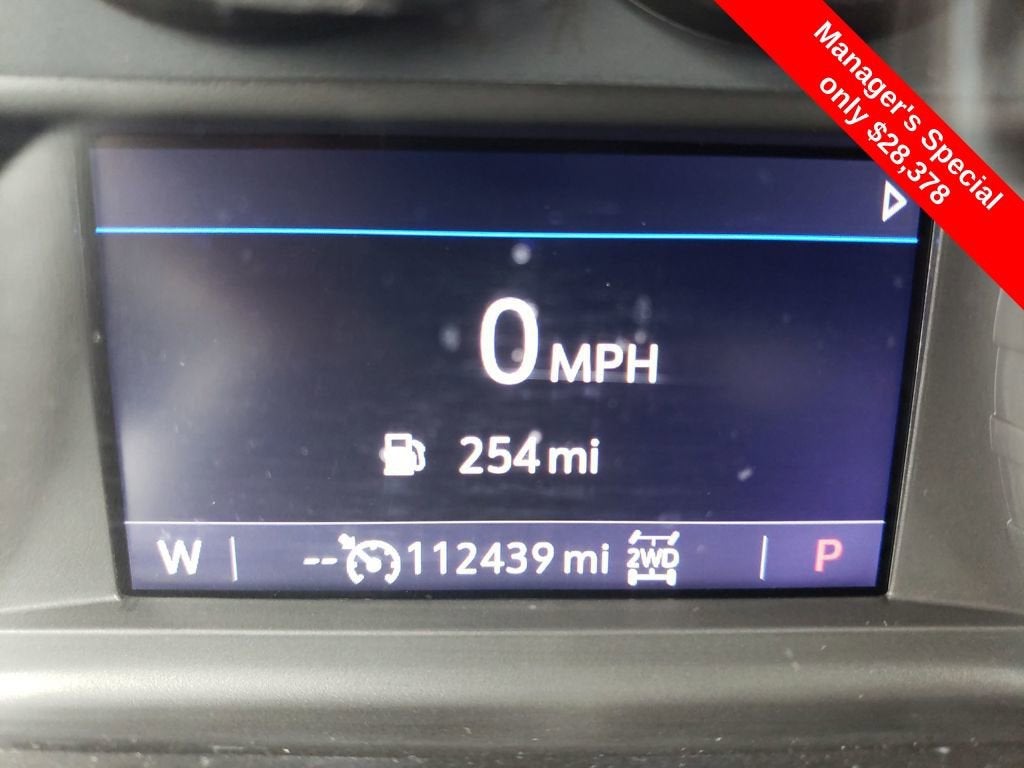 Manager's Special
only $28,378
0 MPH
254 mi
W -- 112439 mi 2WD P